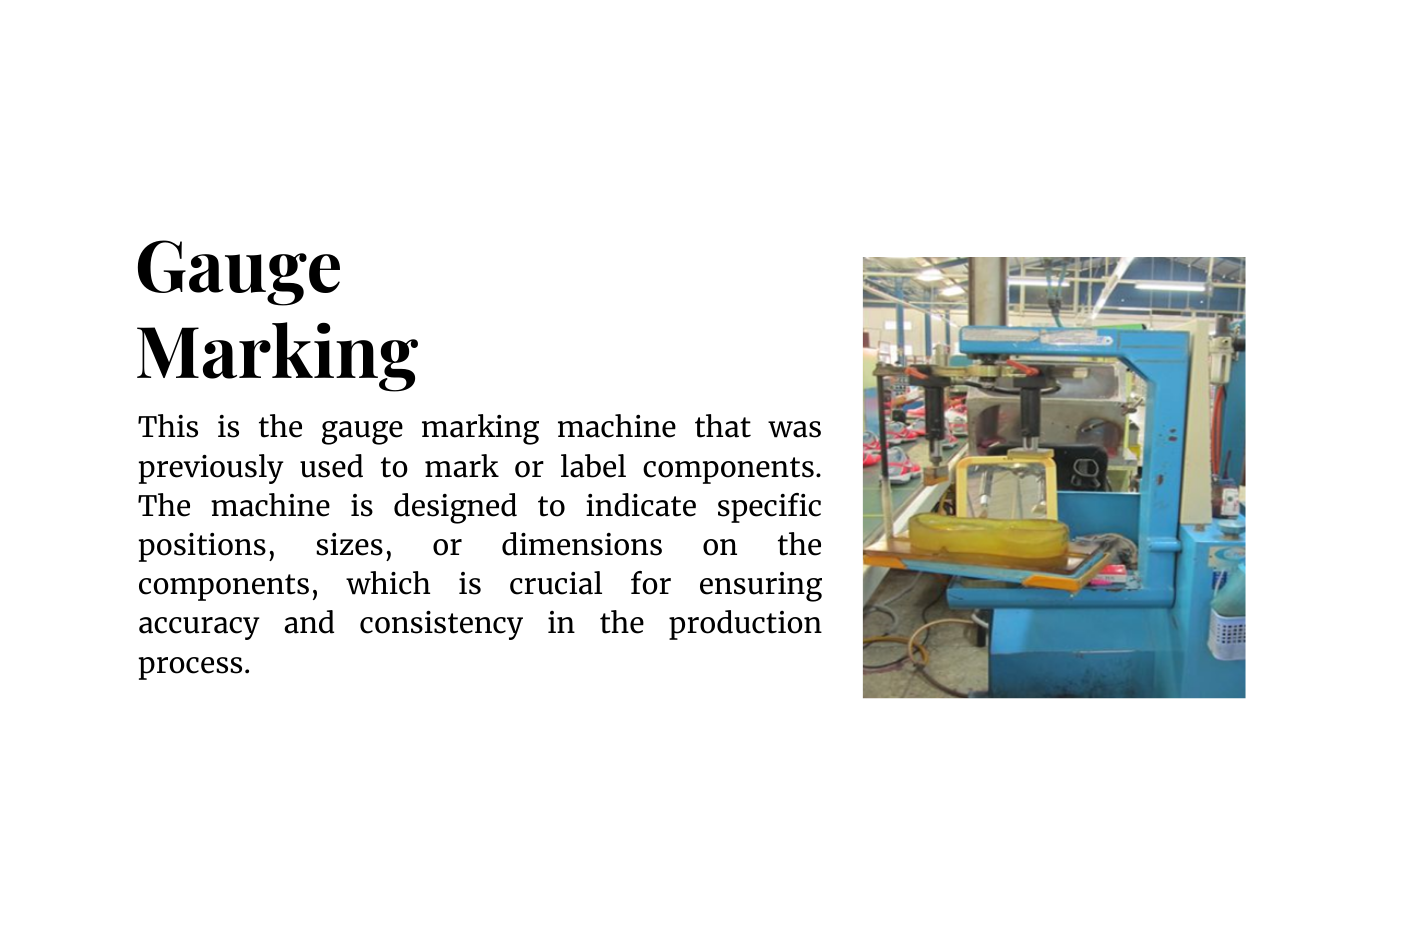 Gauge
Marking
This is the gauge marking machine that was
previously used to mark or label components.
The machine is designed to indicate specific
positions, sizes, or dimensions on the
components, which is crucial for ensuring
accuracy and consistency in the production
process.